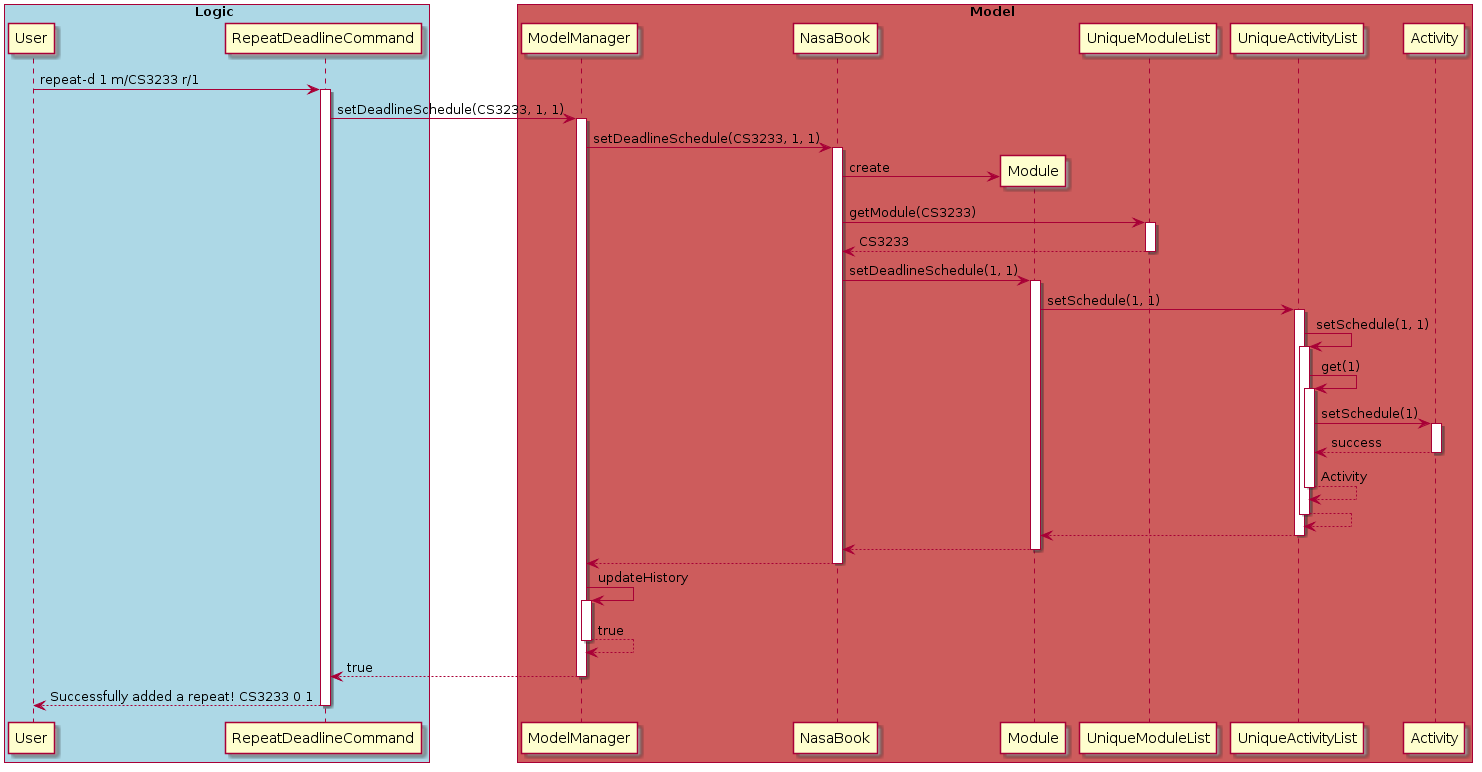 Logic
Model
User
RepeatDeadlineCommand
ModelManager
NasaBook
UniqueModuleList
UniqueActivityList
Activity
repeat-d 1 m/CS3233 r/1
setDeadlineSchedule(CS3233, 1, 1)
setDeadlineSchedule(CS3233, 1, 1)
create
Module
getModule(CS3233)
CS3233
setDeadlineSchedule(1, 1)
setSchedule(1, 1)
setSchedule(1, 1)
get(1)
setSchedule(1)
success
Activity
updateHistory
true
true
Successfully added a repeat! CS3233 0 1
User
RepeatDeadlineCommand
ModelManager
NasaBook
Module
UniqueModuleList
UniqueActivityList
Activity